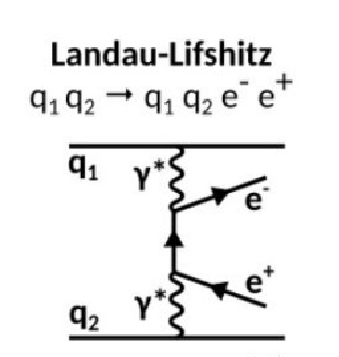 Landau-Lifshitz
q₁ q₂ → q₁ q₂ e⁻ e⁺
q₁ γ*
e⁻
e⁺
q₂ γ*